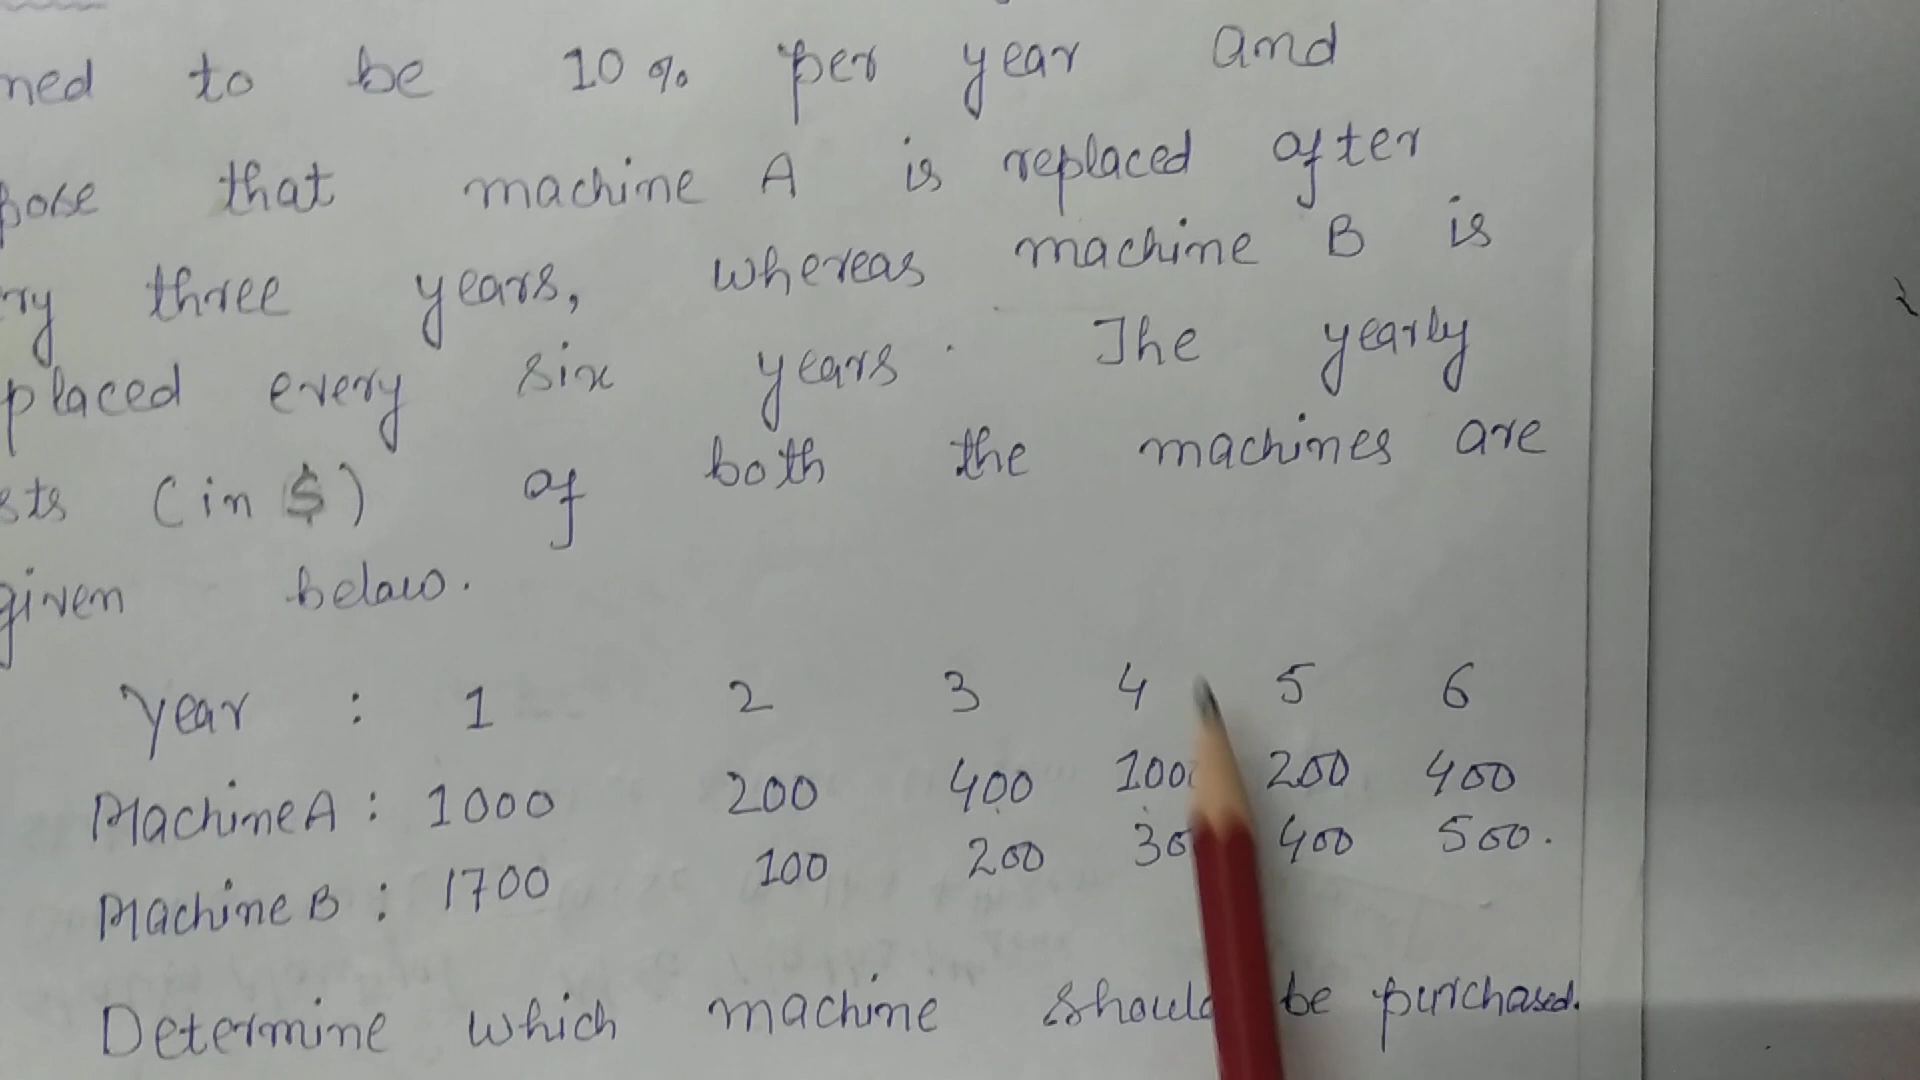 ned to be 10% per year and
pose that machine A is replaced after
ry three years, whereas machine B is
placed every six years. The yearly
sts (in $) of both the machines are
given below.
Year : 1 2 3 4 5 6
Machine A : 1000 200 400 100 200 400
Machine B : 1700 100 200 30 400 500.
Determine which machine should be purchased.